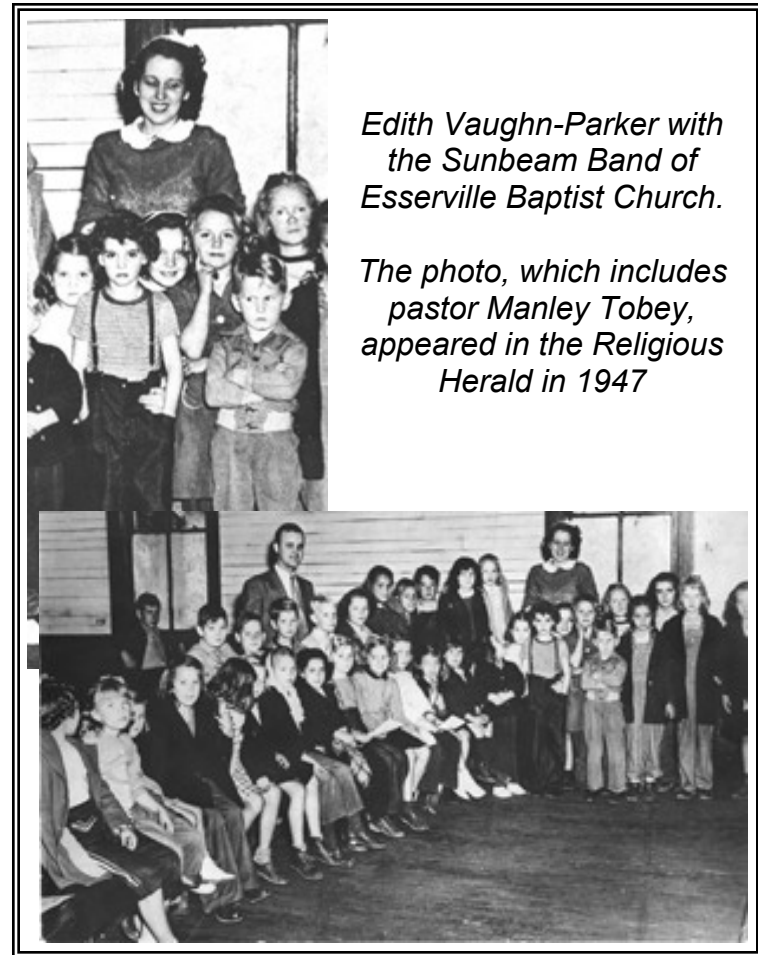 Edith Vaughn-Parker with
the Sunbeam Band of
Esserville Baptist Church.
The photo, which includes
pastor Manley Tobey,
appeared in the Religious
Herald in 1947